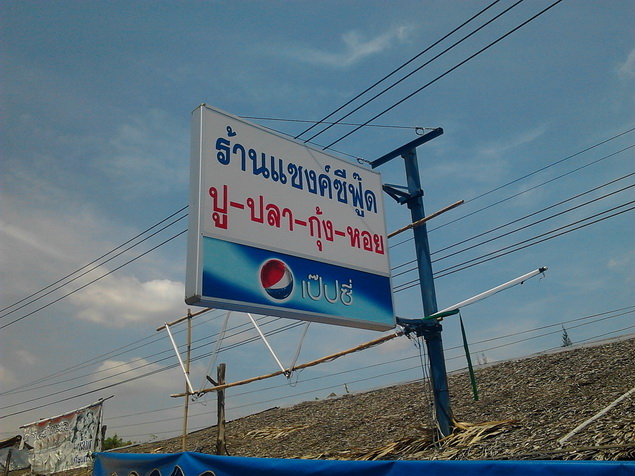 ร้านแซงค์ซีฟู๊ด
ปู-ปลา-กุ้ง-หอย
เป๊ปซี่